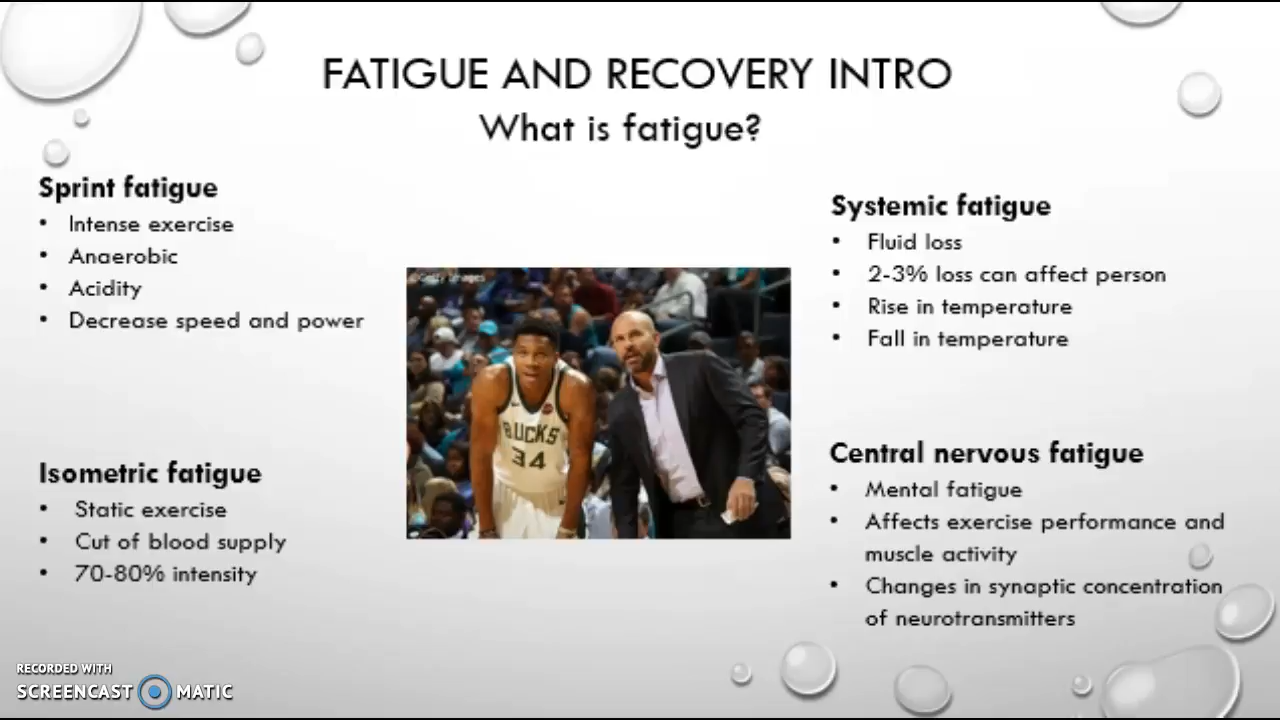 FATIGUE AND RECOVERY INTRO
What is fatigue?
Sprint fatigue
• Intense exercise
• Anaerobic
• Acidity
• Decrease speed and power
Isometric fatigue
• Static exercise
• Cut of blood supply
• 70-80% intensity
Getty Images
BUCKS
34
Systemic fatigue
• Fluid loss
• 2-3% loss can affect person
• Rise in temperature
• Fall in temperature
Central nervous fatigue
• Mental fatigue
• Affects exercise performance and
muscle activity
• Changes in synaptic concentration
of neurotransmitters
RECORDED WITH
SCREENCAST MATIC